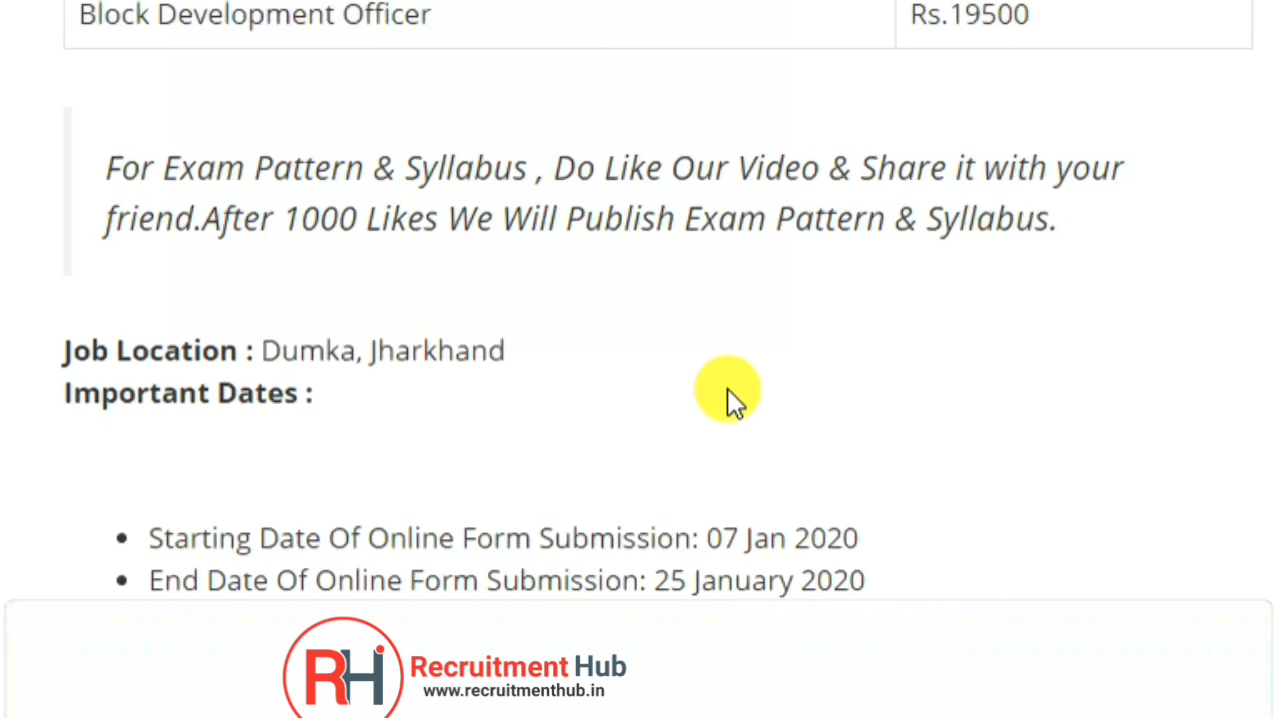 Block Development Officer Rs.19500
For Exam Pattern & Syllabus , Do Like Our Video & Share it with your
friend.After 1000 Likes We Will Publish Exam Pattern & Syllabus.
Job Location : Dumka, Jharkhand
Important Dates :
• Starting Date Of Online Form Submission: 07 Jan 2020
• End Date Of Online Form Submission: 25 January 2020
RH Recruitment Hub
www.recruitmenthub.in